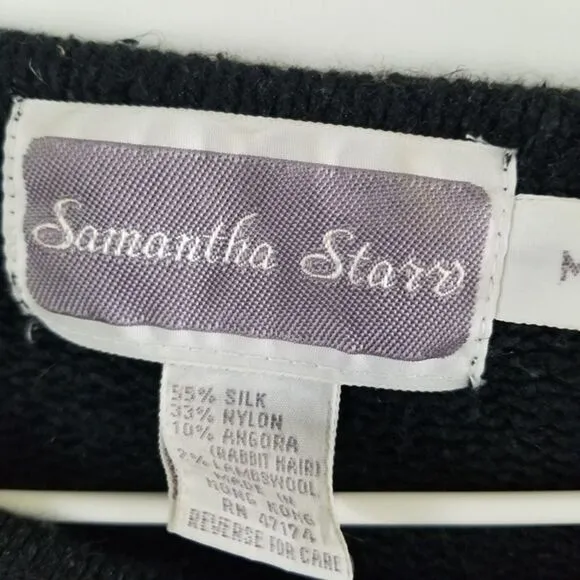 Samantha Starr
M
55% SILK
33% NYLON
10% ANGORA
(RABBIT HAIR)
2% LAMBSWOOL
MADE IN
HONG KONG
RN 47174
REVERSE FOR CARE